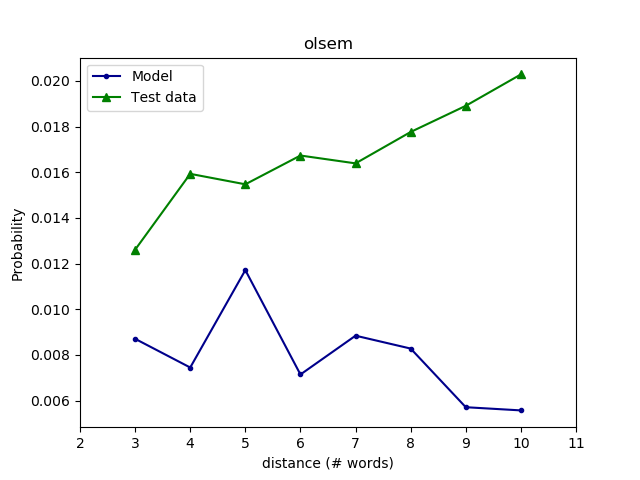 olsem
Model
Test data
Probability
0.020
0.018
0.016
0.014
0.012
0.010
0.008
0.006
2 3 4 5 6 7 8 9 10 11
distance (# words)